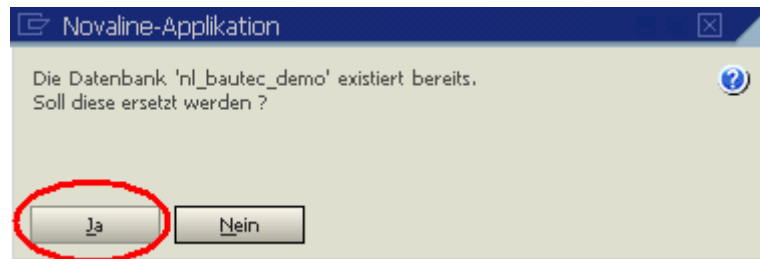 Novaline-Applikation
Die Datenbank 'nl_bautec_demo' existiert bereits.
Soll diese ersetzt werden ?
Ja
Nein